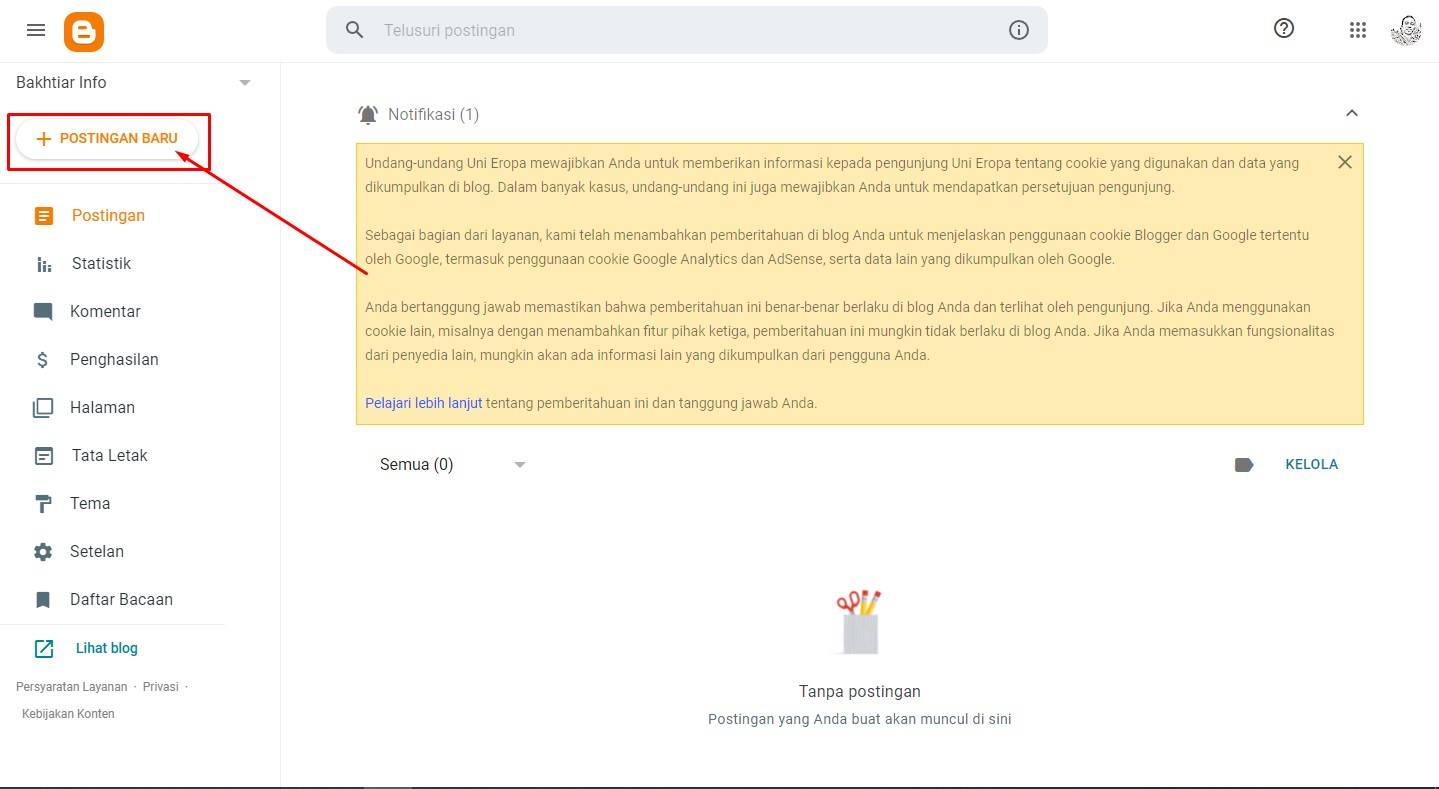 Telusuri postingan
Bakhtiar Info
POSTINGAN BARU
Postingan
Statistik
Komentar
Penghasilan
Halaman
Tata Letak
Tema
Setelan
Daftar Bacaan
Lihat blog
Persyaratan Layanan · Privasi ·
Kebijakan Konten
Notifikasi (1)
Undang-undang Uni Eropa mewajibkan Anda untuk memberikan informasi kepada pengunjung Uni Eropa tentang cookie yang digunakan dan data yang
dikumpulkan di blog. Dalam banyak kasus, undang-undang ini juga mewajibkan Anda untuk mendapatkan persetujuan pengunjung.
Sebagai bagian dari layanan, kami telah menambahkan pemberitahuan di blog Anda untuk menjelaskan penggunaan cookie Blogger dan Google tertentu
oleh Google, termasuk penggunaan cookie Google Analytics dan AdSense, serta data lain yang dikumpulkan oleh Google.
Anda bertanggung jawab memastikan bahwa pemberitahuan ini benar-benar berlaku di blog Anda dan terlihat oleh pengunjung. Jika Anda menggunakan
cookie lain, misalnya dengan menambahkan fitur pihak ketiga, pemberitahuan ini mungkin tidak berlaku di blog Anda. Jika Anda memasukkan fungsionalitas
dari penyedia lain, mungkin akan ada informasi lain yang dikumpulkan dari pengguna Anda.
Pelajari lebih lanjut tentang pemberitahuan ini dan tanggung jawab Anda.
Semua (0)
KELOLA
Tanpa postingan
Postingan yang Anda buat akan muncul di sini